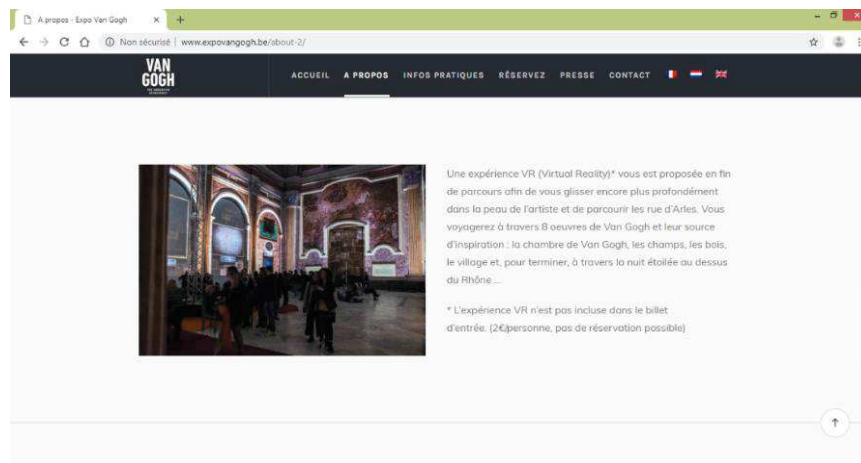 A propos - Expo Van Gogh
Non sécurisé | www.expovangogh.be/about-2/
VAN
GOGH
ACCUEIL A PROPOS INFOS PRATIQUES RÉSERVEZ PRESSE CONTACT
Une expérience VR (Virtual Reality)* vous est proposée en fin
de parcours afin de vous glisser encore plus profondément
dans la peau de l'artiste et de parcourir les rue d'Arles. Vous
voyagerez à travers 8 oeuvres de Van Gogh et leur source
d'inspiration : la chambre de Van Gogh, les champs, les bois,
le village et, pour terminer, à travers la nuit étoilée au dessus
du Rhône ...
* L'expérience VR n'est pas incluse dans le billet
d'entrée. (2€/personne, pas de réservation possible)